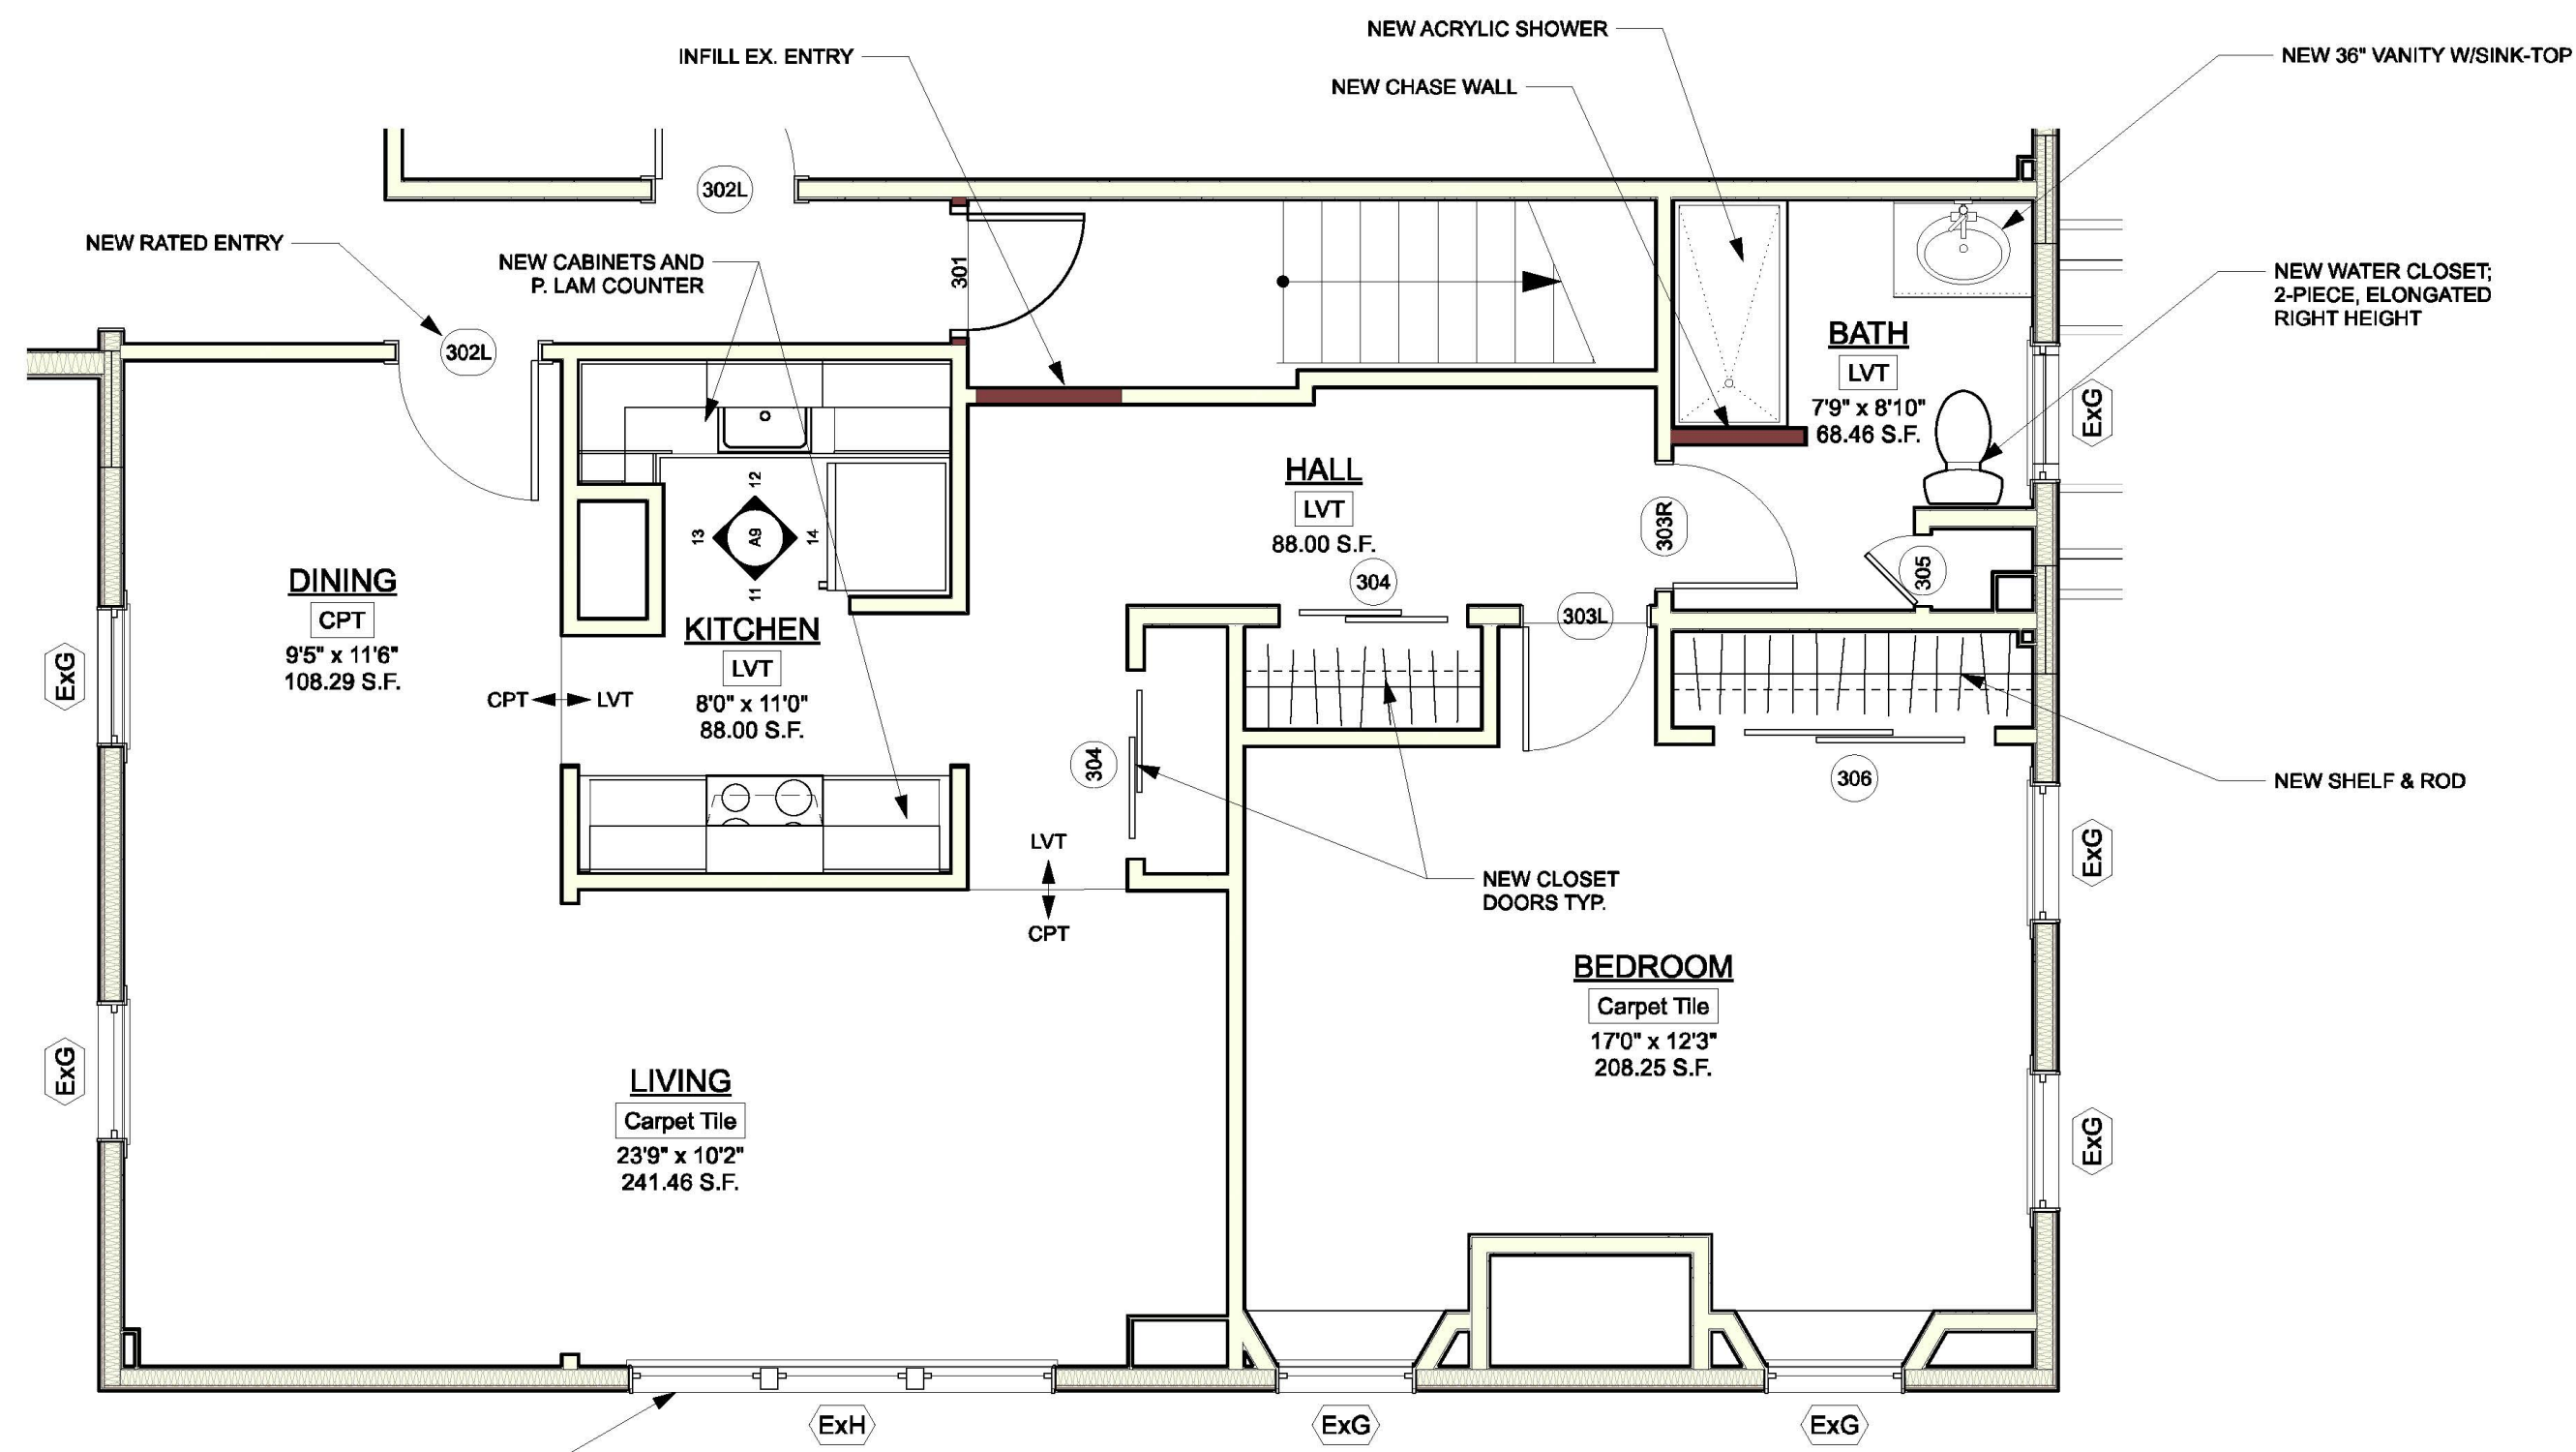 NEW ACRYLIC SHOWER
INFILL EX. ENTRY
NEW 36" VANITY W/SINK-TOP
NEW CHASE WALL
302L
NEW RATED ENTRY
NEW CABINETS AND
P. LAM COUNTER
301
NEW WATER CLOSET;
2-PIECE, ELONGATED
RIGHT HEIGHT
302L
BATH
LVT
7'9" x 8'10"
68.46 S.F.
ExG
HALL
LVT
88.00 S.F.
303R
12
13
A9
14
11
304
305
303L
DINING
CPT
9'5" x 11'6"
108.29 S.F.
ExG
KITCHEN
LVT
8'0" x 11'0"
88.00 S.F.
CPT
LVT
304
306
NEW SHELF & ROD
LVT
CPT
ExG
NEW CLOSET
DOORS TYP.
BEDROOM
Carpet Tile
17'0" x 12'3"
208.25 S.F.
ExG
LIVING
Carpet Tile
23'9" x 10'2"
241.46 S.F.
ExG
ExH
ExG
ExG